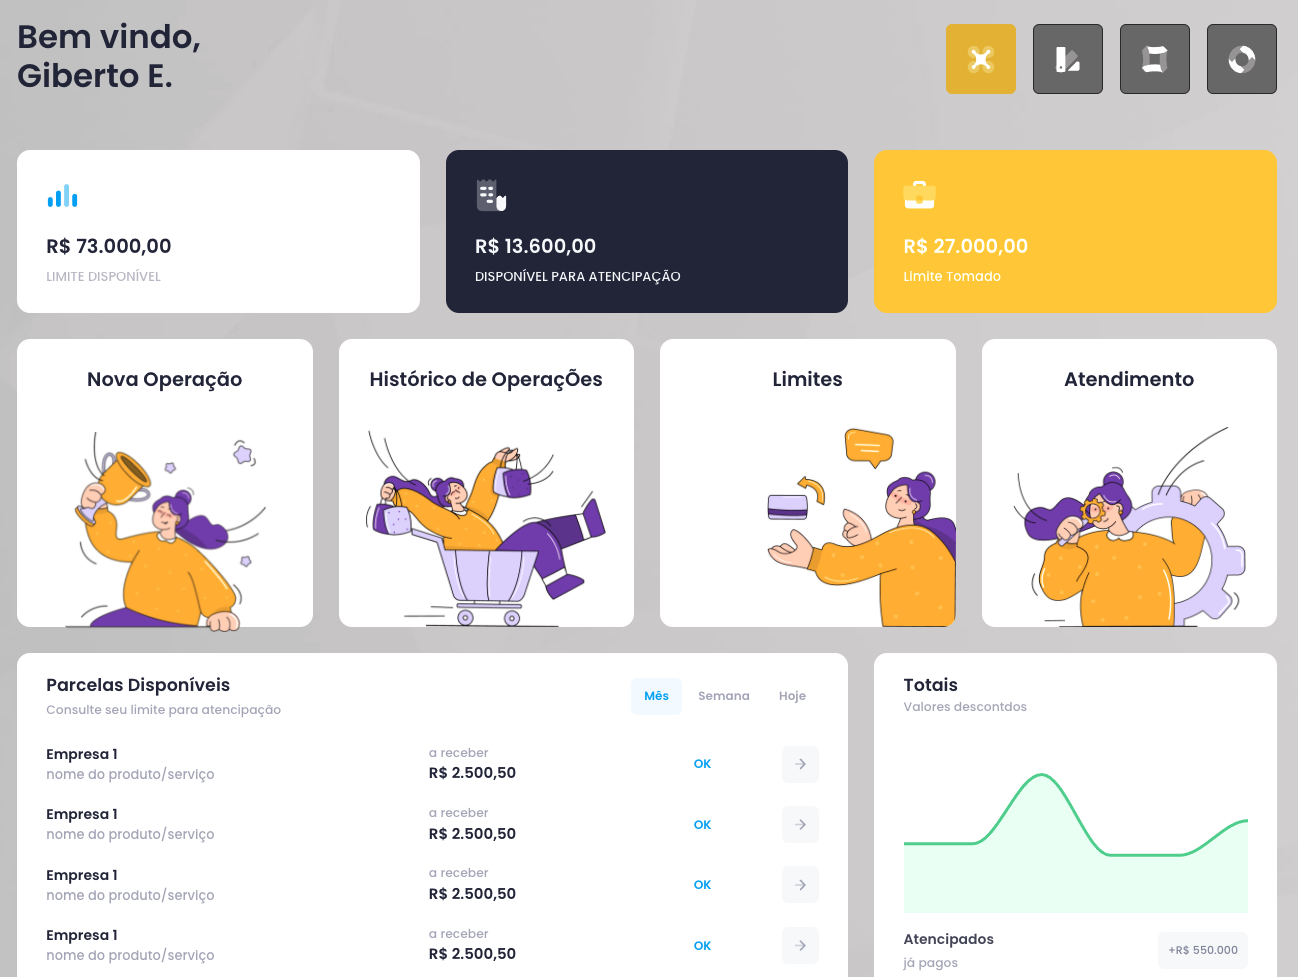 Bem vindo,
Giberto E.
R$ 73.000,00
LIMITE DISPONÍVEL
R$ 13.600,00
DISPONÍVEL PARA ATENCIPAÇÃO
R$ 27.000,00
Limite Tomado
Nova Operação
Histórico de OperaçÕes
Limites
Atendimento
Parcelas Disponíveis
Consulte seu limite para atencipação
Mês Semana Hoje
Empresa 1
nome do produto/serviço
a receber
R$ 2.500,50
OK
Empresa 1
nome do produto/serviço
a receber
R$ 2.500,50
OK
Empresa 1
nome do produto/serviço
a receber
R$ 2.500,50
OK
Empresa 1
nome do produto/serviço
a receber
R$ 2.500,50
OK
Totais
Valores descontdos
Atencipados
já pagos
+R$ 550.000